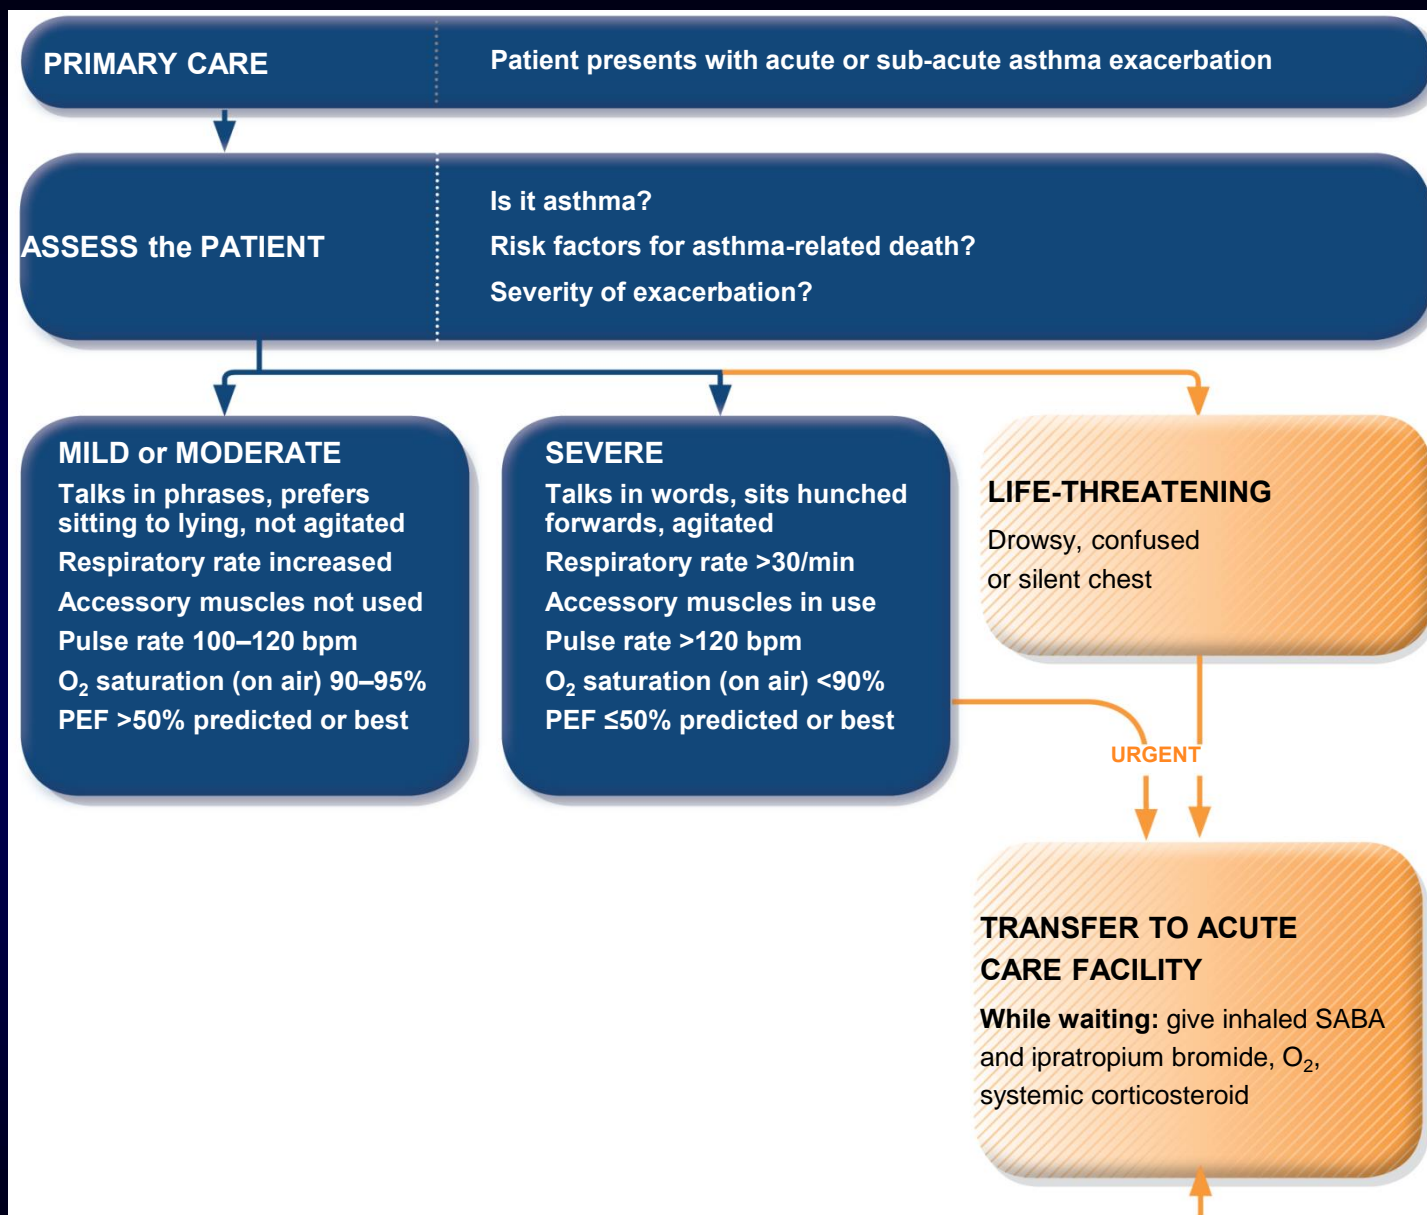 PRIMARY CARE
Patient presents with acute or sub-acute asthma exacerbation
ASSESS the PATIENT
Is it asthma?
Risk factors for asthma-related death?
Severity of exacerbation?
MILD or MODERATE
Talks in phrases, prefers
sitting to lying, not agitated
Respiratory rate increased
Accessory muscles not used
Pulse rate 100–120 bpm
O₂ saturation (on air) 90–95%
PEF >50% predicted or best
SEVERE
Talks in words, sits hunched
forwards, agitated
Respiratory rate >30/min
Accessory muscles in use
Pulse rate >120 bpm
O₂ saturation (on air) <90%
PEF ≤50% predicted or best
LIFE-THREATENING
Drowsy, confused
or silent chest
URGENT
TRANSFER TO ACUTE
CARE FACILITY
While waiting: give inhaled SABA
and ipratropium bromide, O₂,
systemic corticosteroid